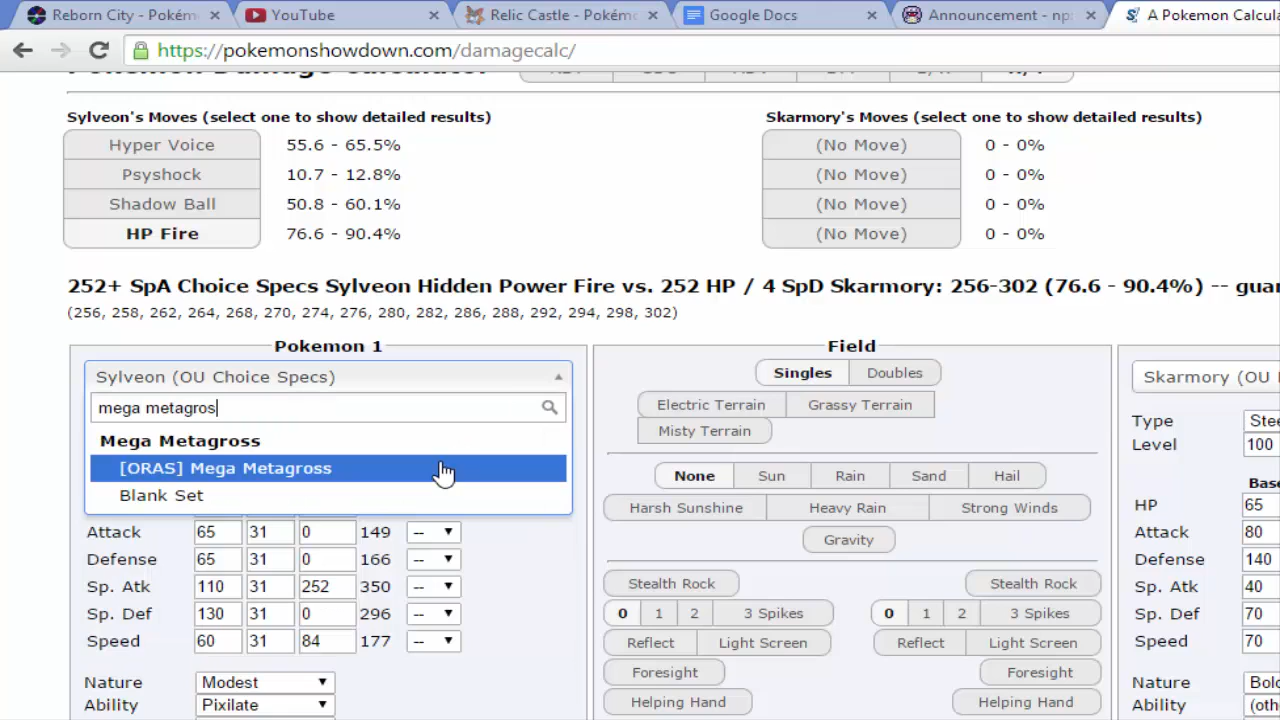 Reborn City - Pokém
YouTube
Relic Castle - Pokém
Google Docs
Announcement - np:
A Pokemon Calcula
https://pokemonshowdown.com/damagecalc/
Sylveon's Moves (select one to show detailed results)
Skarmory's Moves (select one to show detailed results)
Hyper Voice 55.6 - 65.5% (No Move) 0 - 0%
Psyshock 10.7 - 12.8% (No Move) 0 - 0%
Shadow Ball 50.8 - 60.1% (No Move) 0 - 0%
HP Fire 76.6 - 90.4% (No Move) 0 - 0%
252+ SpA Choice Specs Sylveon Hidden Power Fire vs. 252 HP / 4 SpD Skarmory: 256-302 (76.6 - 90.4%) -- guar
(256, 258, 262, 264, 268, 270, 274, 276, 280, 282, 286, 288, 292, 294, 298, 302)
Pokemon 1
Sylveon (OU Choice Specs)
mega metagros
Mega Metagross
[ORAS] Mega Metagross
Blank Set
Attack 65 31 0 149 --
Defense 65 31 0 166 --
Sp. Atk 110 31 252 350 --
Sp. Def 130 31 0 296 --
Speed 60 31 84 177 --
Nature Modest
Ability Pixilate
Field
Singles Doubles
Electric Terrain Grassy Terrain
Misty Terrain
None Sun Rain Sand Hail
Harsh Sunshine Heavy Rain Strong Winds
Gravity
Stealth Rock Stealth Rock
0 1 2 3 Spikes 0 1 2 3 Spikes
Reflect Light Screen Reflect Light Screen
Foresight Foresight
Helping Hand Helping Hand
Skarmory (OU
Type Stee
Level 100
Base
HP 65
Attack 80
Defense 140
Sp. Atk 40
Sp. Def 70
Speed 70
Nature Bold
Ability (oth